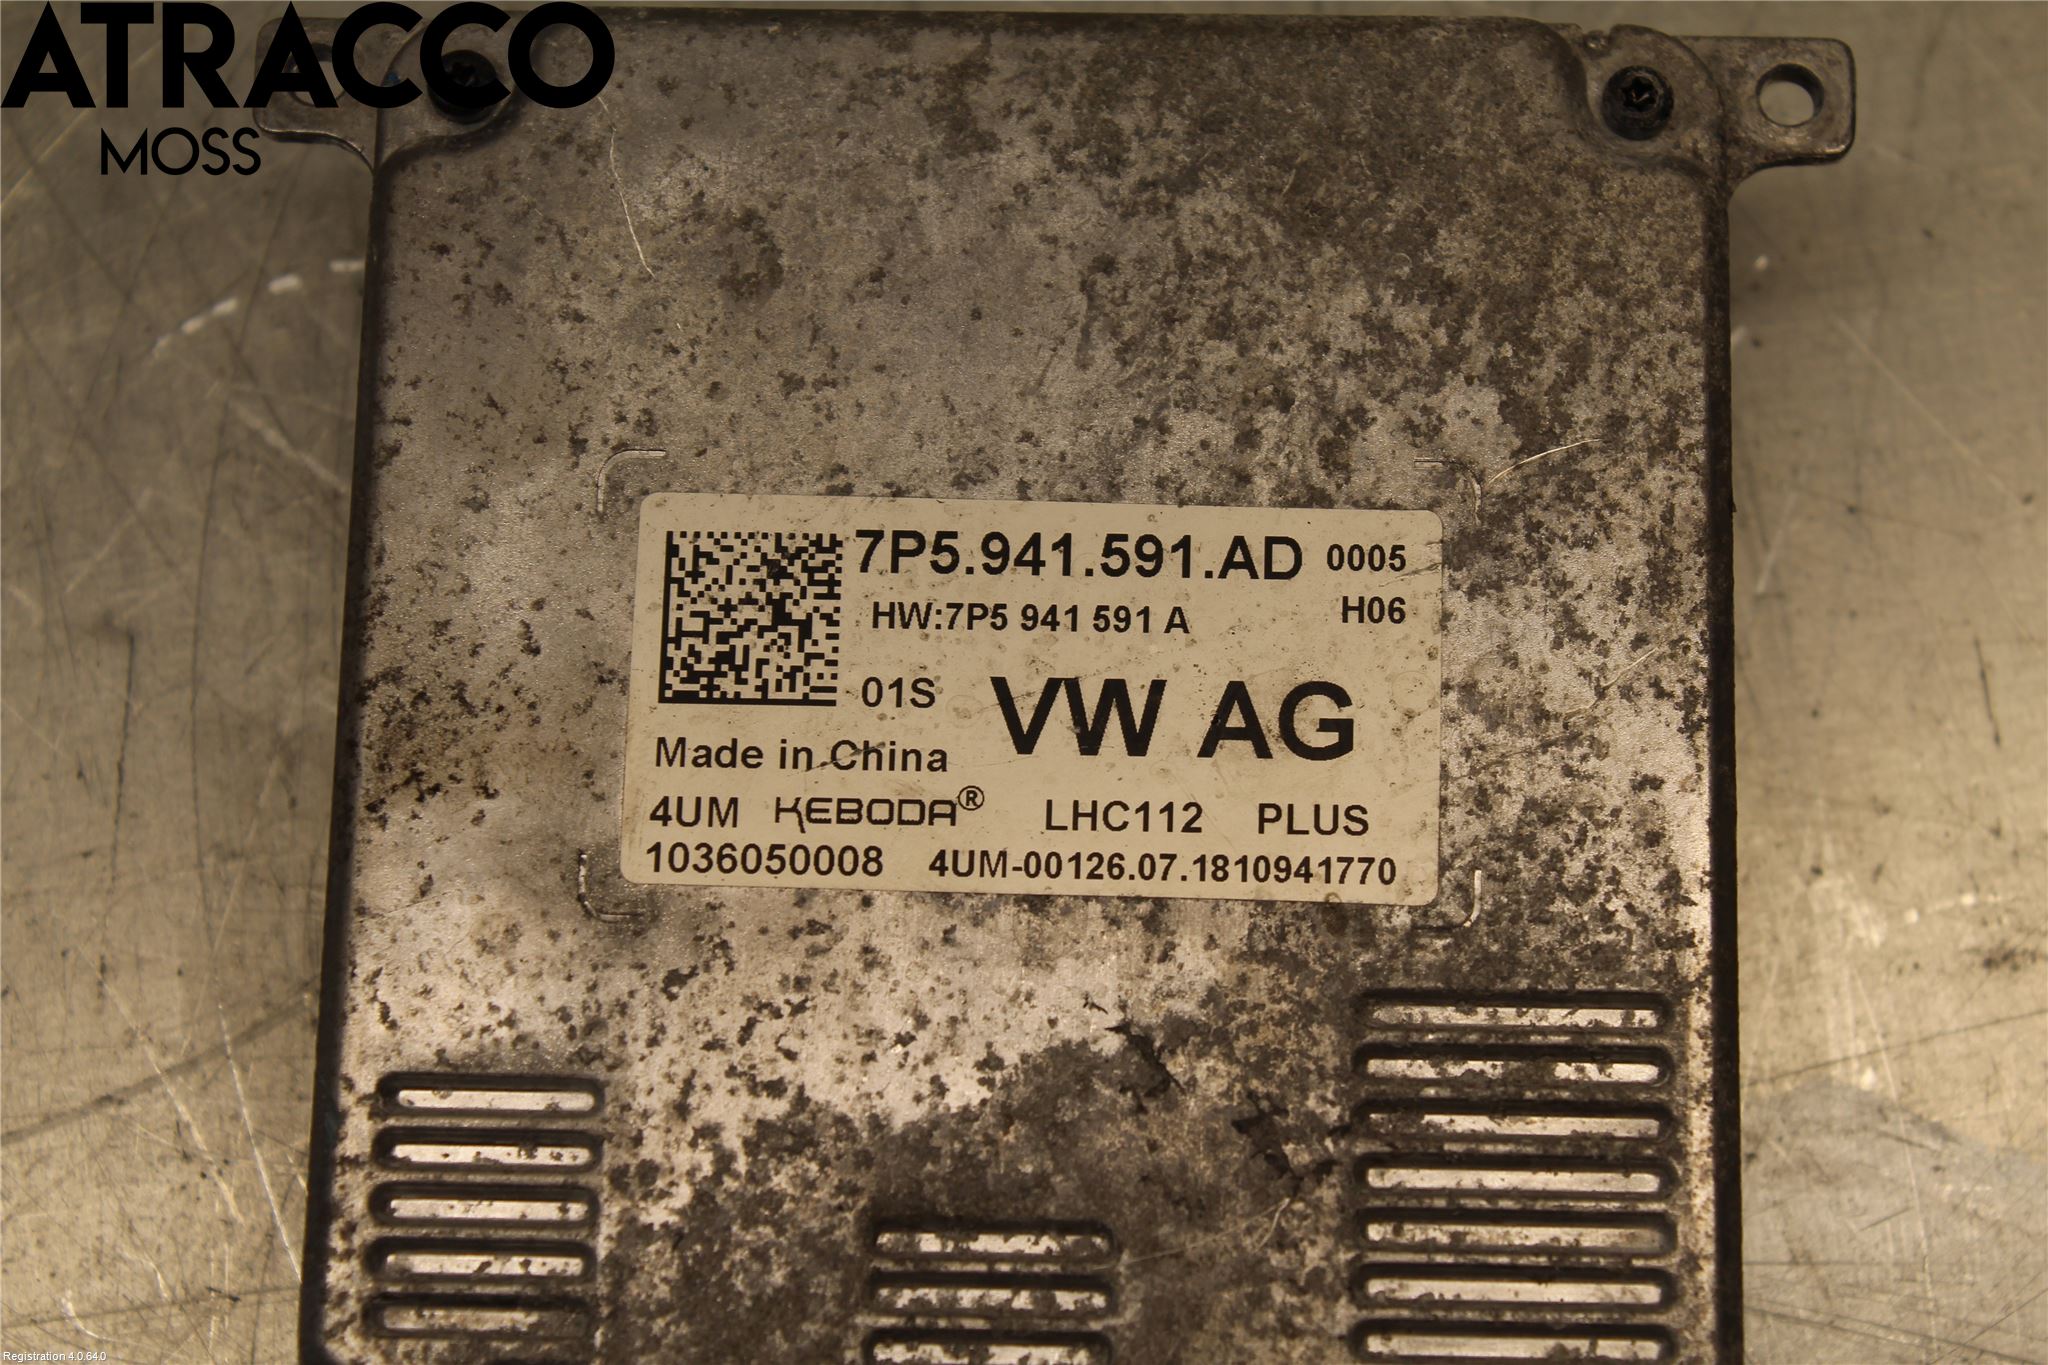 ATRACCO
MOSS
7P5.941.591.AD 0005
HW:7P5 941 591 A H06
01S VW AG
Made in China
4UM KEBODA® LHC112 PLUS
1036050008 4UM-00126.07.1810941770
Registration 4.0.64.0